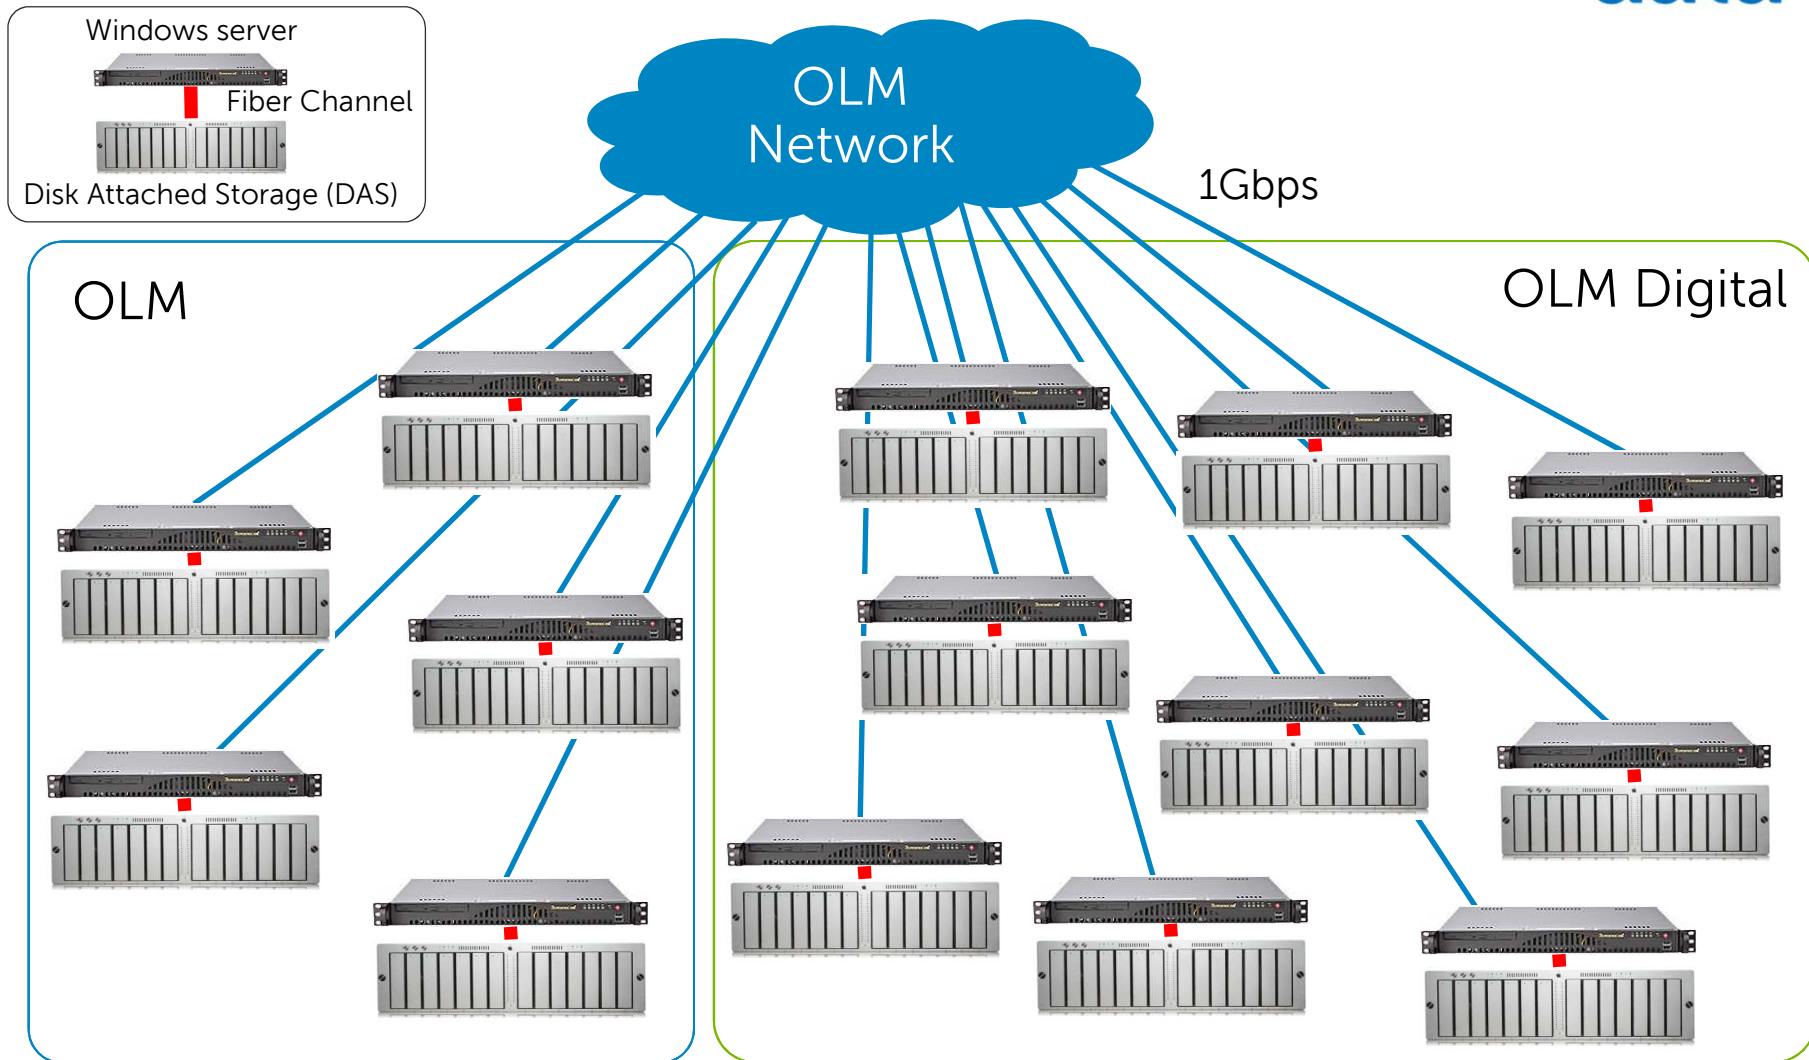 Windows server
Fiber Channel
Disk Attached Storage (DAS)
OLM
Network
1Gbps
OLM
OLM Digital